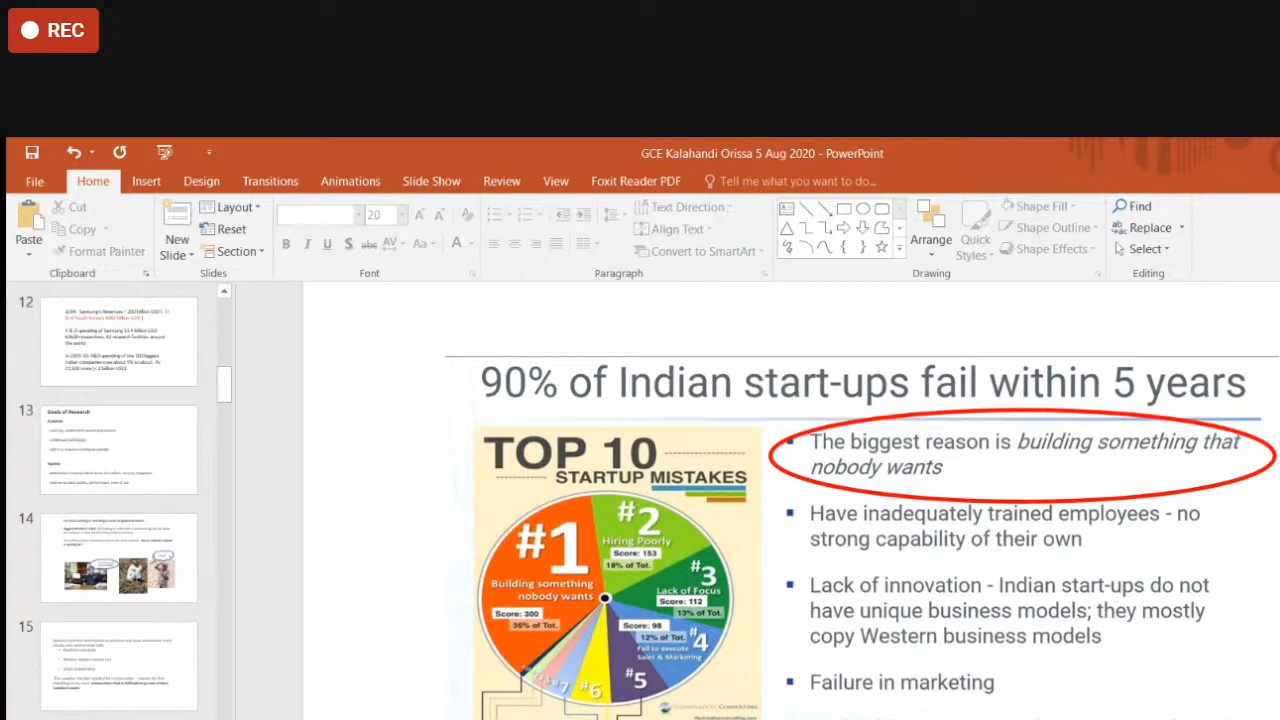 REC
GCE Kalahandi Orissa 5 Aug 2020 - PowerPoint
File Home Insert Design Transitions Animations Slide Show Review View Foxit Reader PDF Tell me what you want to do...
Paste
Cut
Copy
Format Painter
Clipboard
New
Slide
Layout
Reset
Section
Slides
20
B I U S abc AV Aa A
Font
Text Direction
Align Text
Convert to SmartArt
Paragraph
Arrange
Quick
Styles
Shape Fill
Shape Outline
Shape Effects
Drawing
Find
Replace
Select
Editing
12
13
Goals of Research
14
15
90% of Indian start-ups fail within 5 years
TOP 10
STARTUP MISTAKES
#1
Building something
nobody wants
Score: 300
36% of Tot.
#2
Hiring Poorly
Score: 153
18% of Tot.
#3
Lack of Focus
Score: 112
13% of Tot.
#4
Fail to execute
Sales & Marketing
Score: 98
12% of Tot.
#5
#6
#7
▪ The biggest reason is building something that
nobody wants
▪ Have inadequately trained employees - no
strong capability of their own
▪ Lack of innovation - Indian start-ups do not
have unique business models; they mostly
copy Western business models
▪ Failure in marketing